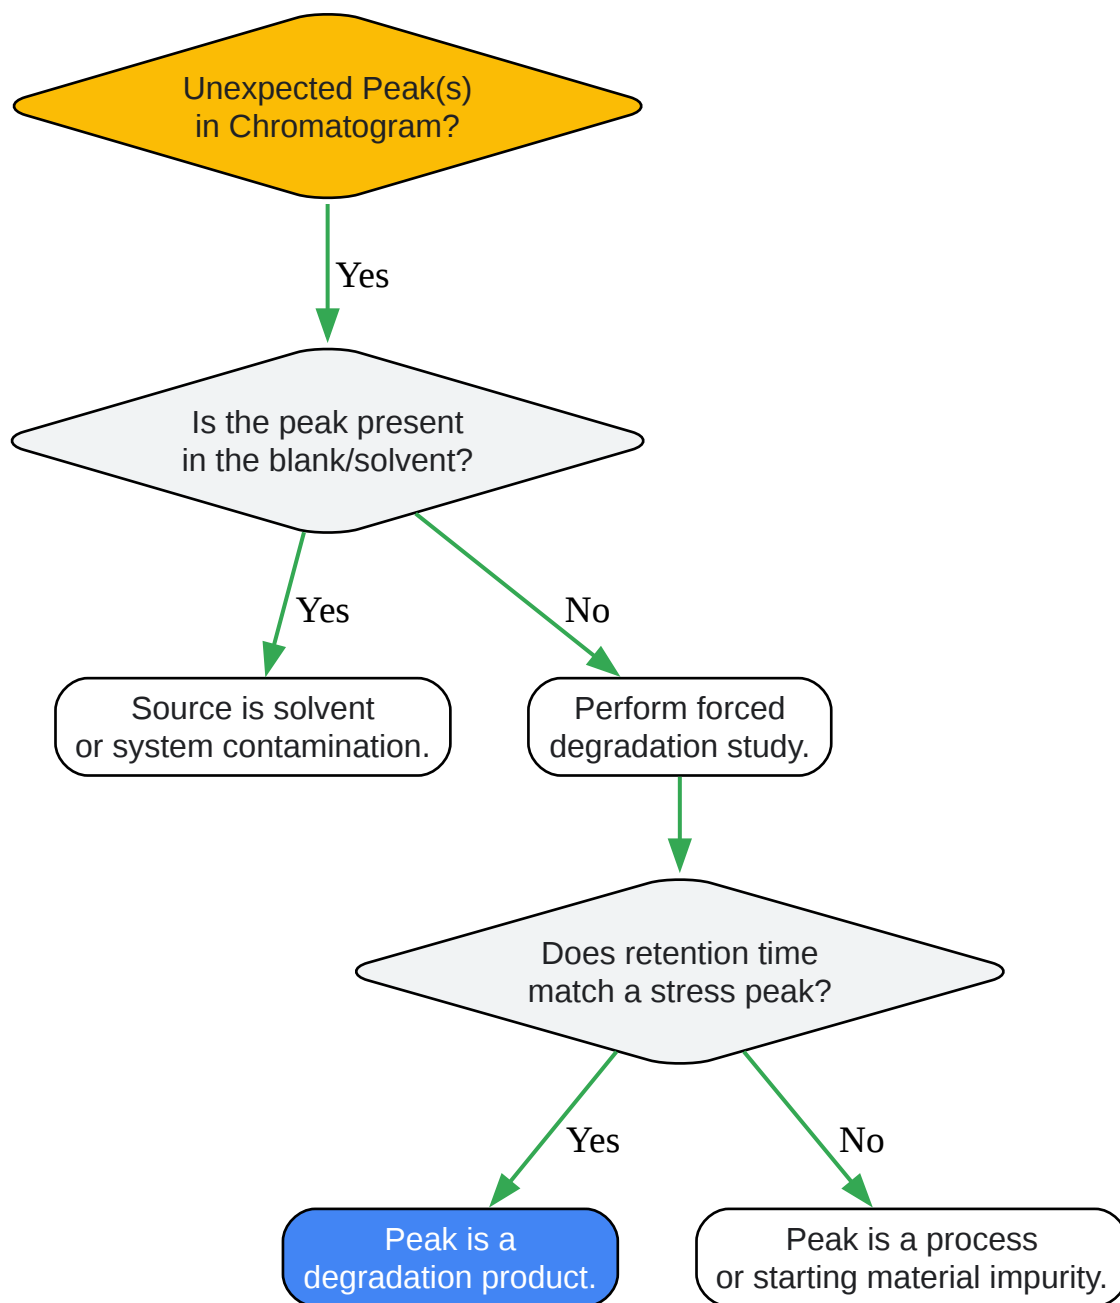 Unexpected Peak(s)
in Chromatogram?
Yes
Is the peak present
in the blank/solvent?
Yes
No
Source is solvent
or system contamination.
Perform forced
degradation study.
Does retention time
match a stress peak?
Yes
No
Peak is a
degradation product.
Peak is a process
or starting material impurity.